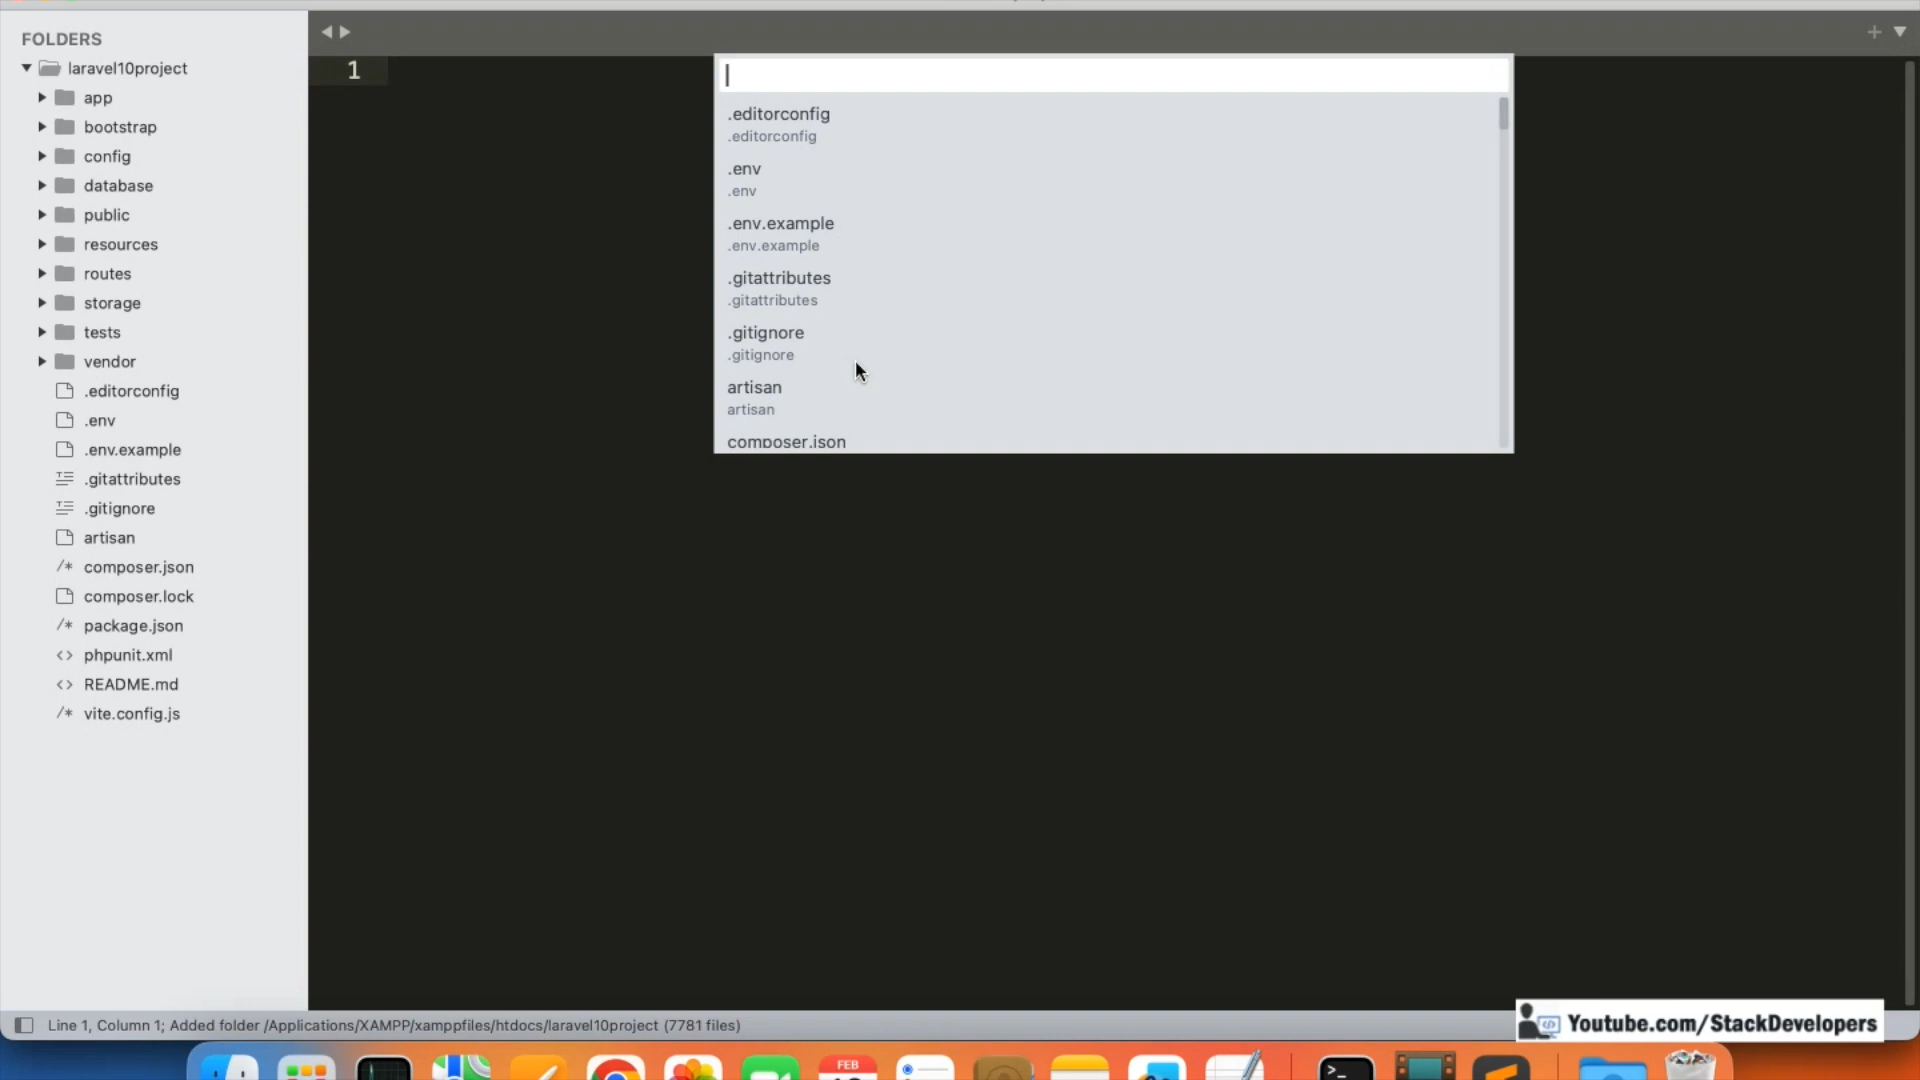 FOLDERS
laravel10project
app
bootstrap
config
database
public
resources
routes
storage
tests
vendor
.editorconfig
.env
.env.example
.gitattributes
.gitignore
artisan
composer.json
composer.lock
package.json
phpunit.xml
README.md
vite.config.js
1
.editorconfig
.editorconfig
.env
.env
.env.example
.env.example
.gitattributes
.gitattributes
.gitignore
.gitignore
artisan
artisan
composer.json
Line 1, Column 1; Added folder /Applications/XAMPP/xamppfiles/htdocs/laravel10project (7781 files)
Youtube.com/StackDevelopers
FEB